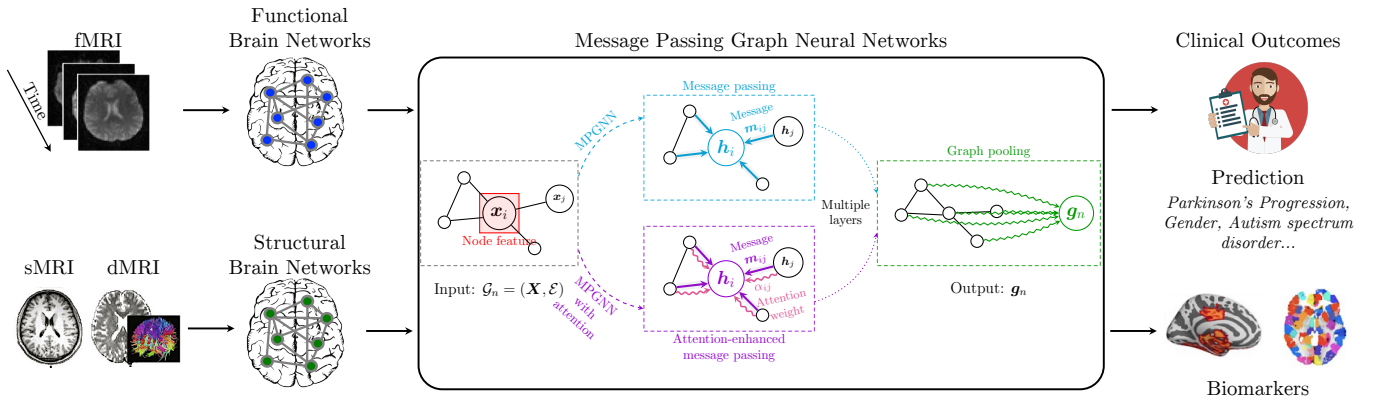 fMRI
Time
Functional
Brain Networks
sMRI
dMRI
Structural
Brain Networks
Message Passing Graph Neural Networks
x_i
x_j
Node feature
Input: 𝒢_n = (X, ℰ)
MPGNN
MPGNN
with
attention
Message passing
Message
m_ij
h_i
h_j
Message
m_ij
h_i
h_j
α_ij
Attention
weight
Attention-enhanced
message passing
Multiple
layers
Graph pooling
g_n
Output: g_n
Clinical Outcomes
Prediction
Parkinson's Progression,
Gender, Autism spectrum
disorder...
Biomarkers